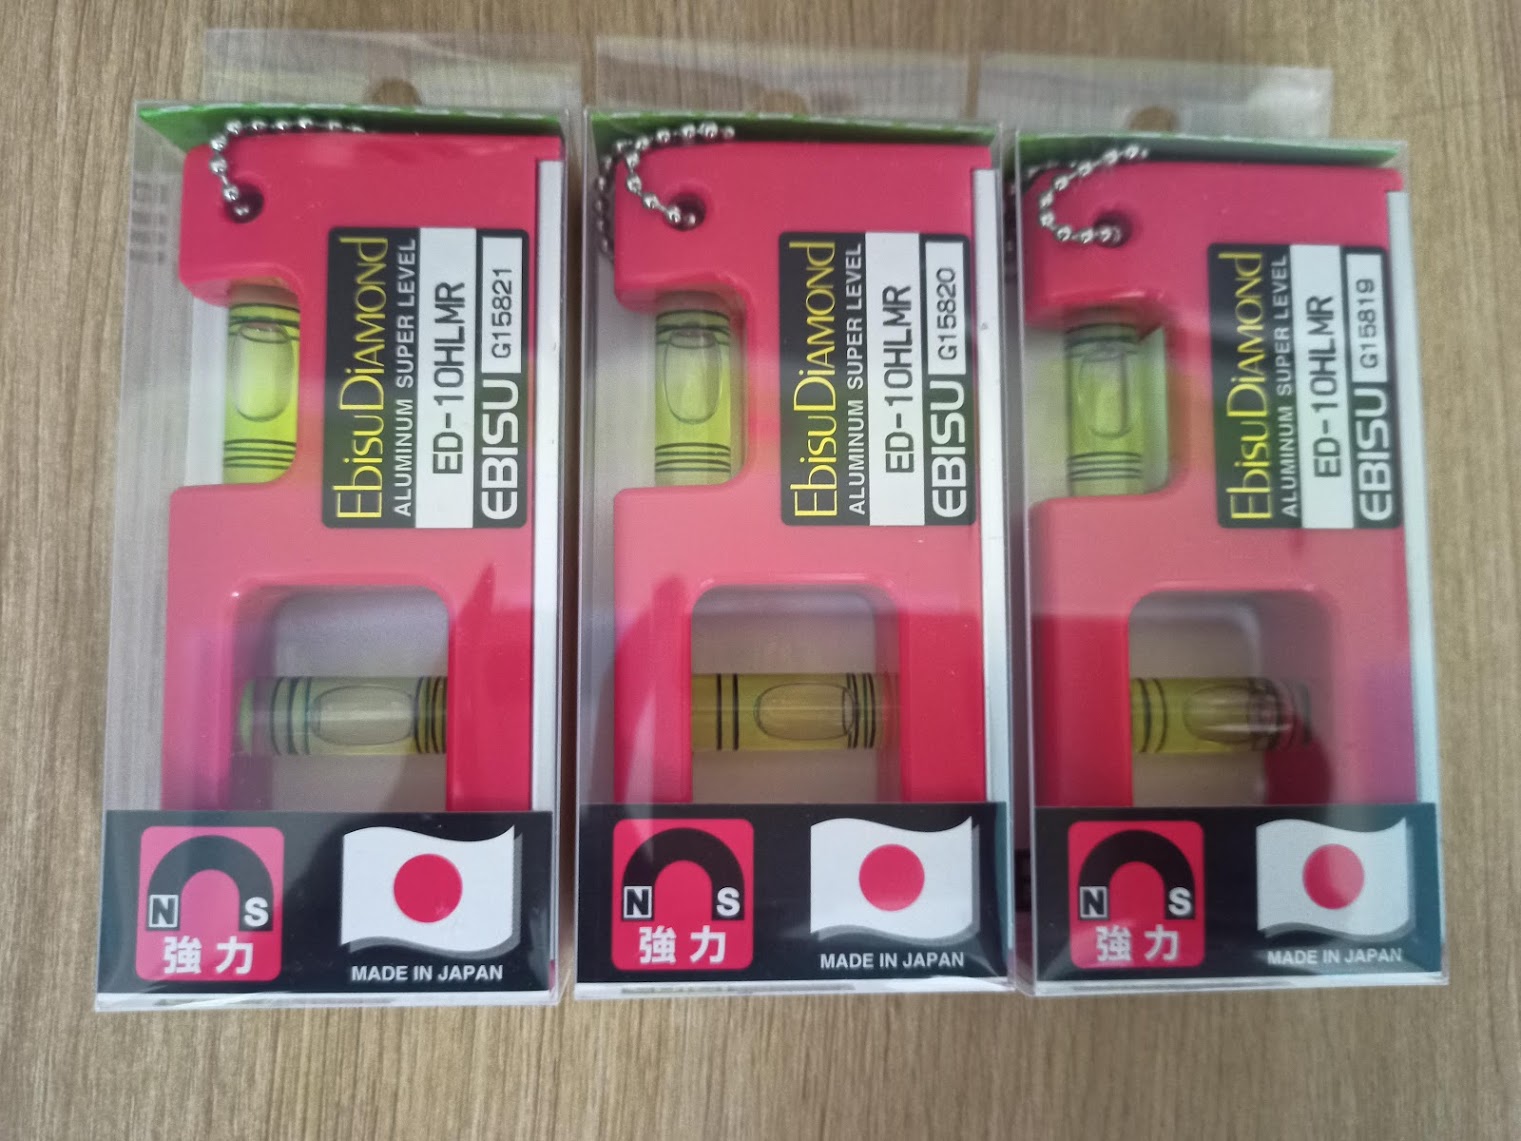 EbisuDiAMOND
ALUMINUM SUPER LEVEL
ED-10HLMR
EBISU G15821
N S
強力
MADE IN JAPAN
EbisuDiAMOND
ALUMINUM SUPER LEVEL
ED-10HLMR
EBISU G15820
N S
強力
MADE IN JAPAN
EbisuDiAMOND
ALUMINUM SUPER LEVEL
ED-10HLMR
EBISU G15819
N S
強力
MADE IN JAPAN